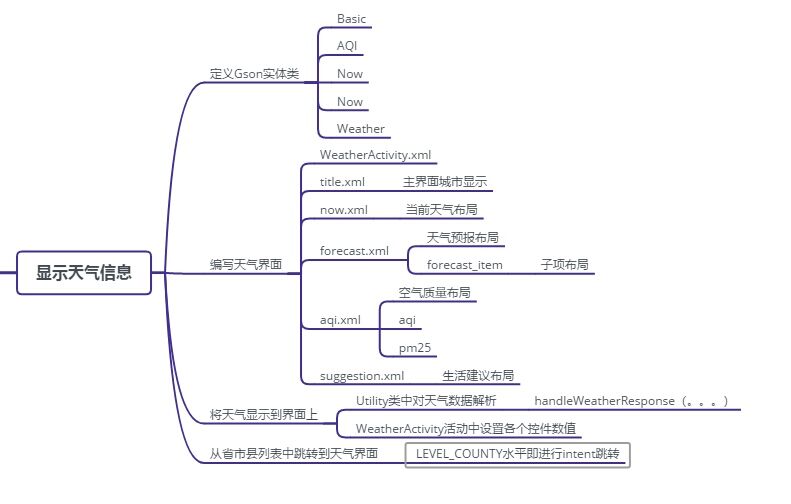 显示天气信息
定义Gson实体类
Basic
AQI
Now
Now
Weather
编写天气界面
WeatherActivity.xml
title.xml 主界面城市显示
now.xml 当前天气布局
forecast.xml
天气预报布局
forecast_item 子项布局
aqi.xml
空气质量布局
aqi
pm25
suggestion.xml 生活建议布局
将天气显示到界面上
Utility类中对天气数据解析 handleWeatherResponse（。。。）
WeatherActivity活动中设置各个控件数值
从省市县列表中跳转到天气界面 LEVEL_COUNTY水平即进行intent跳转